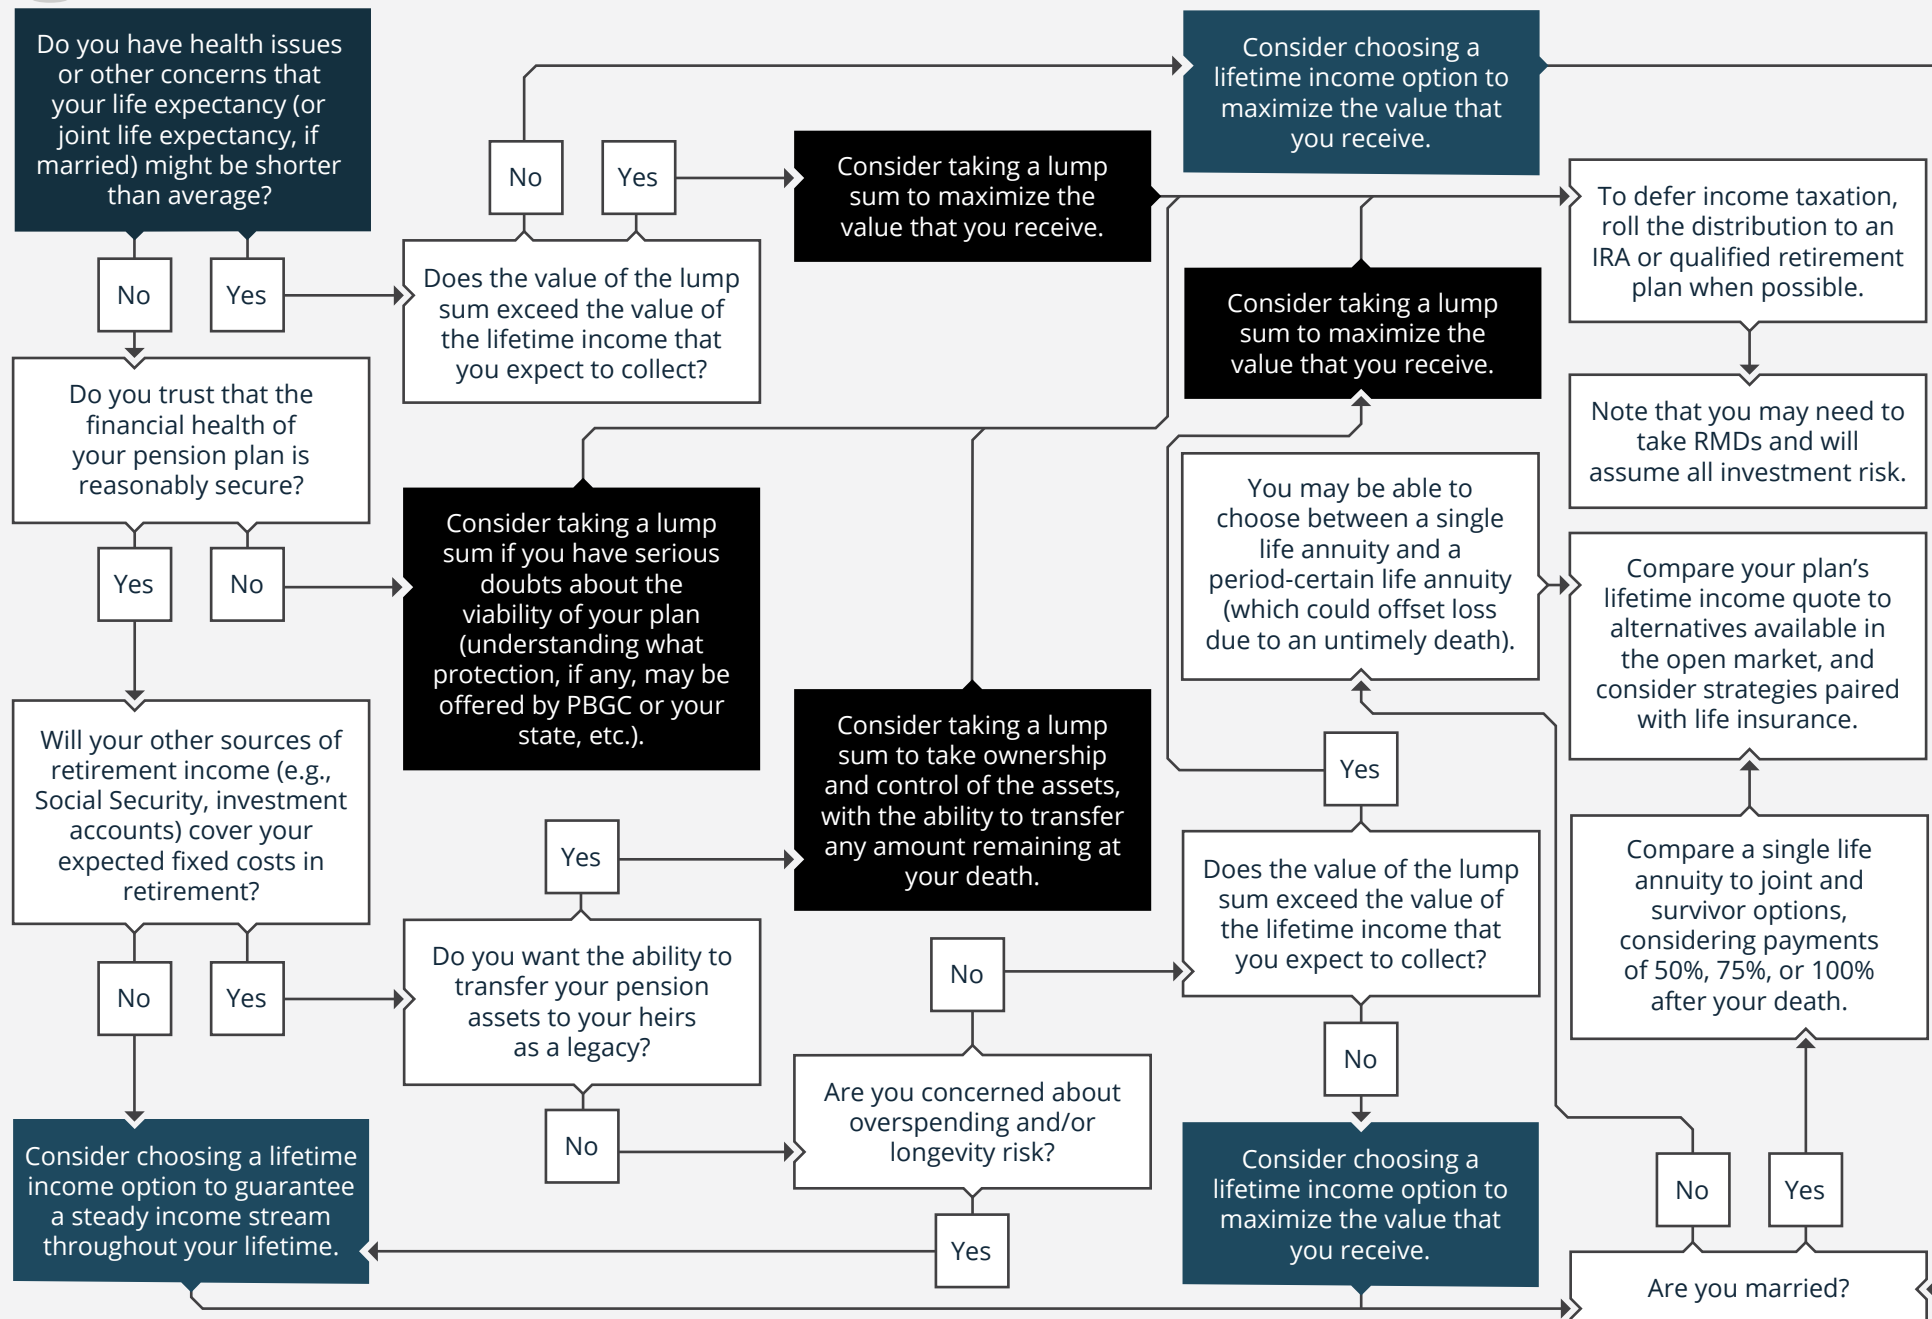 Do you have health issues
or other concerns that
your life expectancy (or
joint life expectancy, if
married) might be shorter
than average?
No
Yes
Does the value of the lump
sum exceed the value of
the lifetime income that
you expect to collect?
No
Yes
Consider taking a lump
sum to maximize the
value that you receive.
Consider choosing a
lifetime income option to
maximize the value that
you receive.
To defer income taxation,
roll the distribution to an
IRA or qualified retirement
plan when possible.
Note that you may need to
take RMDs and will
assume all investment risk.
Do you trust that the
financial health of
your pension plan is
reasonably secure?
Yes
No
Consider taking a lump
sum if you have serious
doubts about the
viability of your plan
(understanding what
protection, if any, may be
offered by PBGC or your
state, etc.).
Will your other sources of
retirement income (e.g.,
Social Security, investment
accounts) cover your
expected fixed costs in
retirement?
No
Yes
Do you want the ability to
transfer your pension
assets to your heirs
as a legacy?
Yes
No
Consider taking a lump
sum to take ownership
and control of the assets,
with the ability to transfer
any amount remaining at
your death.
Are you concerned about
overspending and/or
longevity risk?
No
Yes
Consider choosing a lifetime
income option to guarantee
a steady income stream
throughout your lifetime.
Does the value of the lump
sum exceed the value of
the lifetime income that
you expect to collect?
Yes
No
Consider taking a lump
sum to maximize the
value that you receive.
Consider choosing a
lifetime income option to
maximize the value that
you receive.
Are you married?
No
Yes
You may be able to
choose between a single
life annuity and a
period-certain life annuity
(which could offset loss
due to an untimely death).
Compare a single life
annuity to joint and
survivor options,
considering payments
of 50%, 75%, or 100%
after your death.
Compare your plan’s
lifetime income quote to
alternatives available in
the open market, and
consider strategies paired
with life insurance.